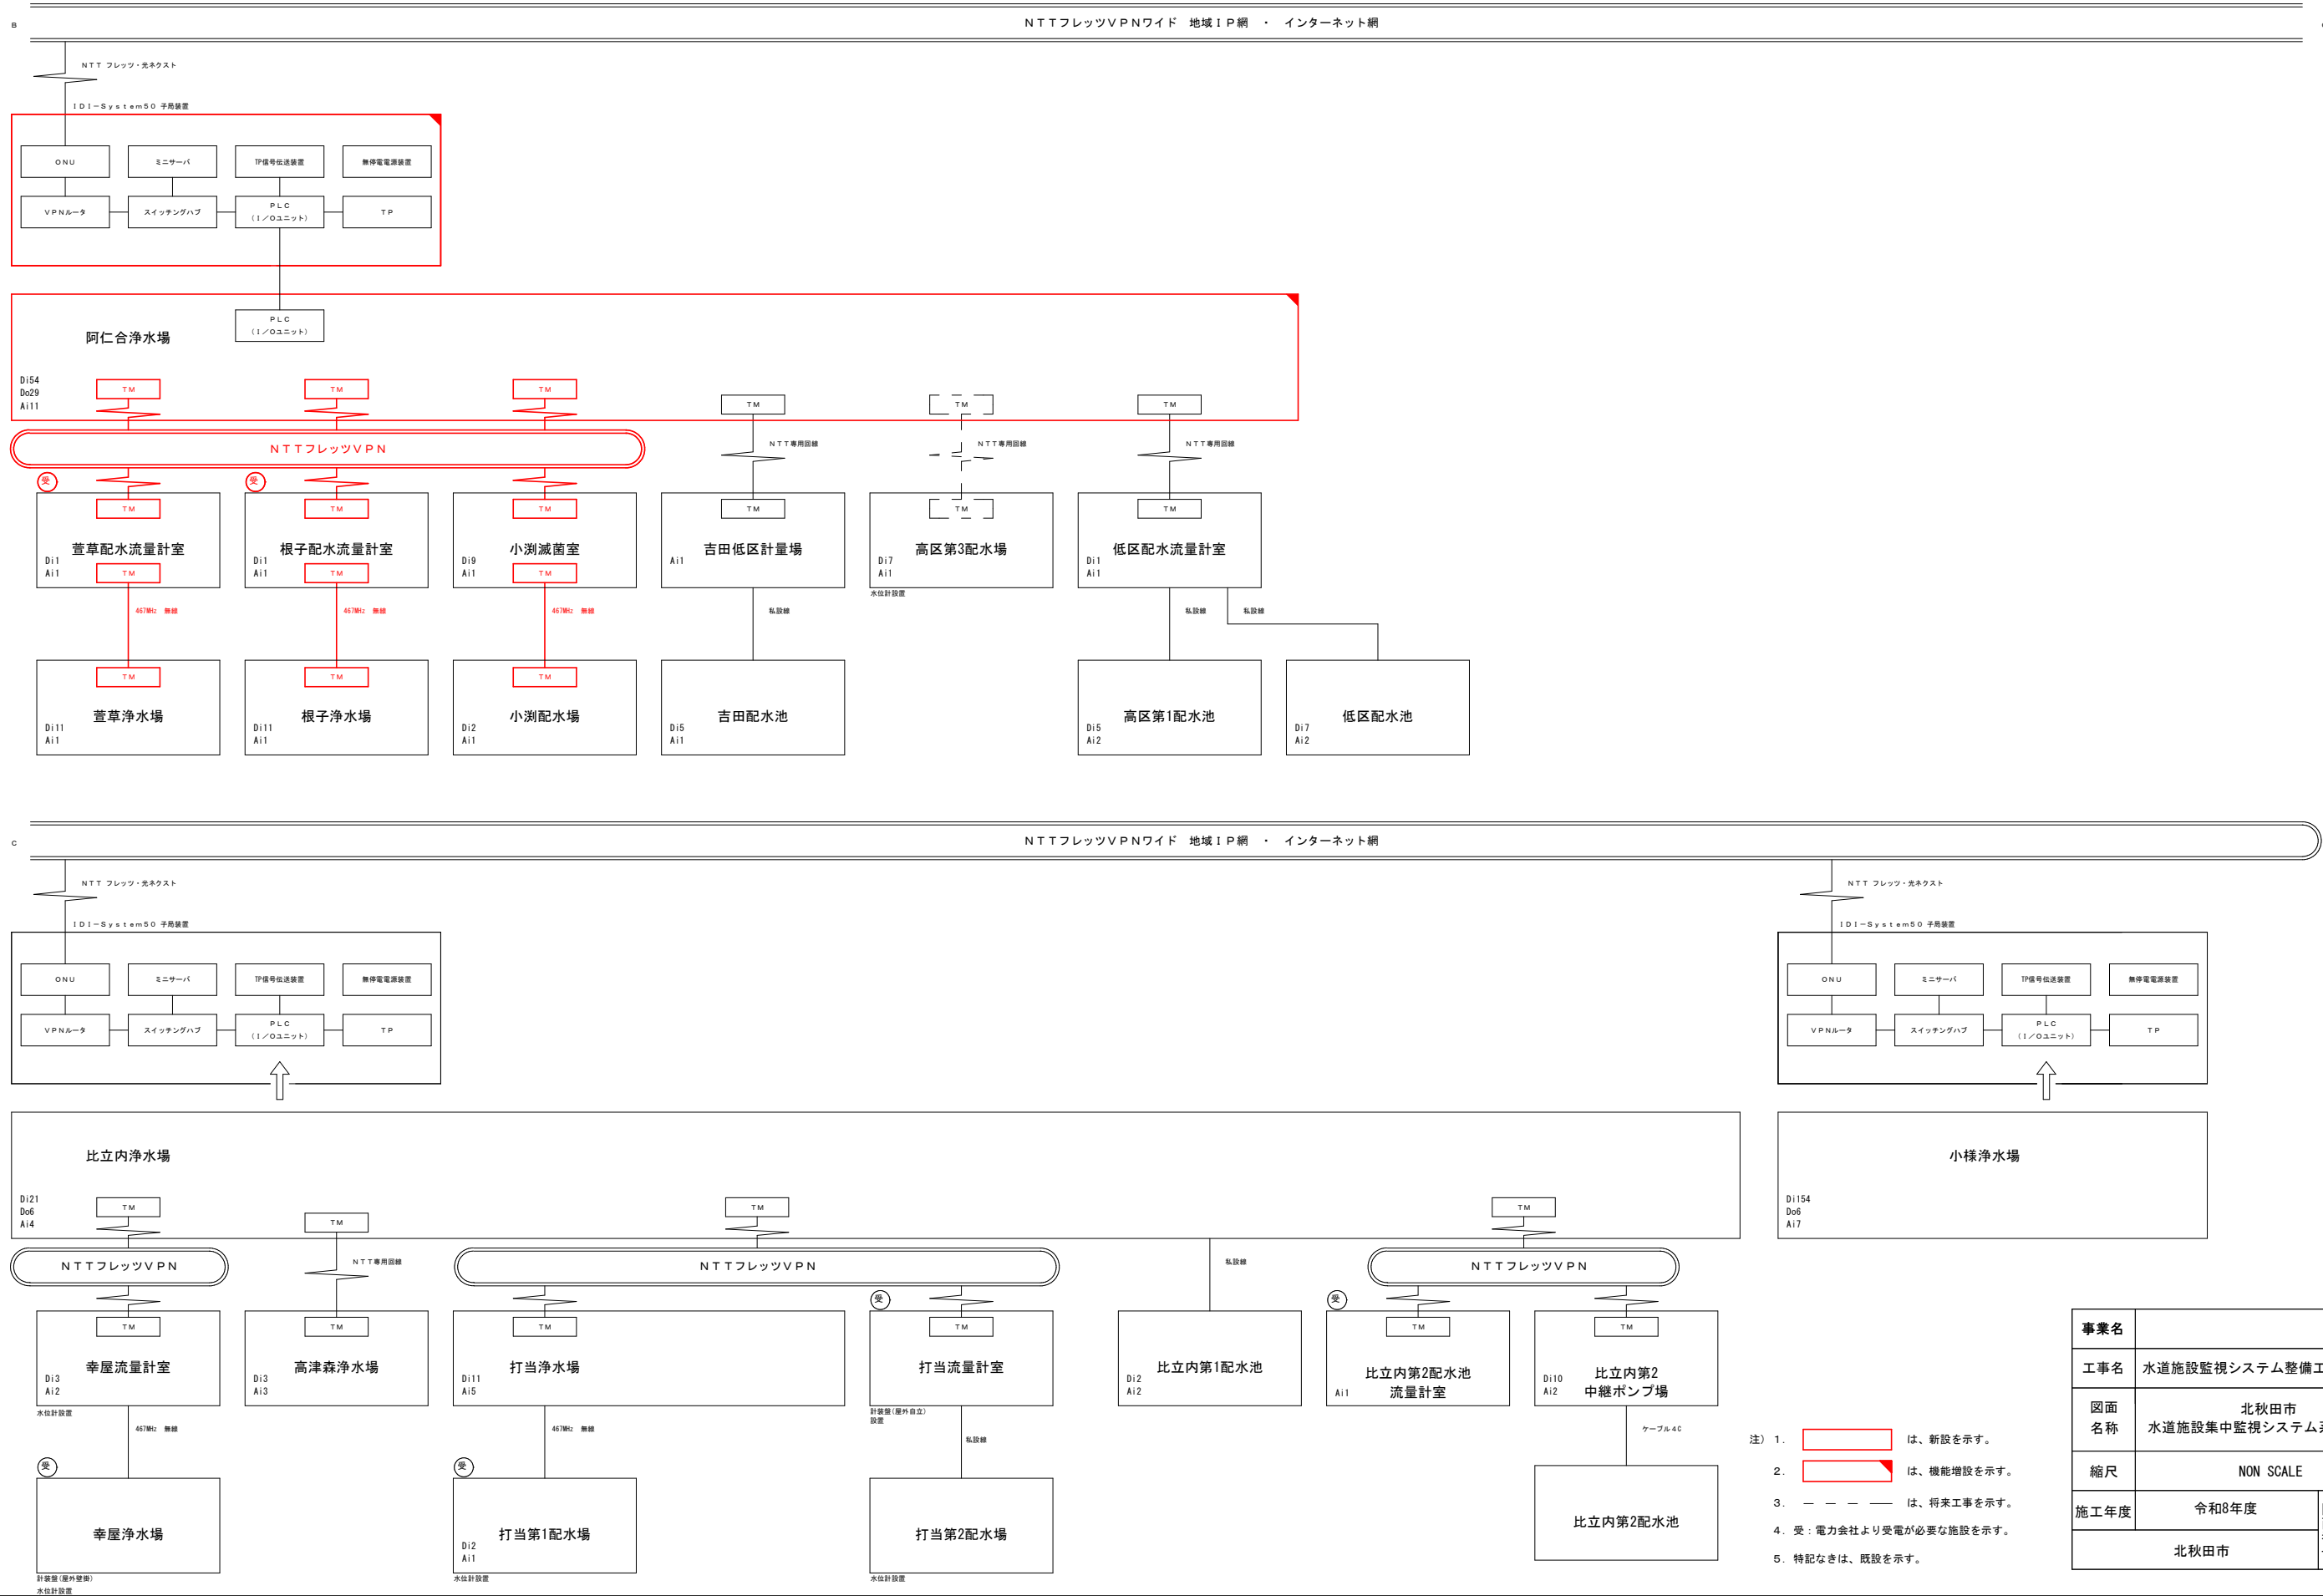 B
NTTフレッツVPNワイド 地域IP網 ・ インターネット網
NTT フレッツ・光ネクスト
IDI－System50 子局装置
ONU
ミニサーバ
TP信号伝送装置
無停電電源装置
VPNルータ
スイッチングハブ
PLC
(I／Oユニット)
TP
PLC
(I／Oユニット)
阿仁合浄水場
Di54
Do29
Ai11
TM
TM
TM
TM
TM
TM
NTTフレッツVPN
NTT専用回線
NTT専用回線
NTT専用回線
受
受
TM
TM
TM
TM
TM
TM
萱草配水流量計室
Di1
Ai1
TM
根子配水流量計室
Di1
Ai1
TM
小渕滅菌室
Di9
Ai1
TM
吉田低区計量場
Ai1
高区第3配水場
Di7
Ai1
水位計設置
低区配水流量計室
Di1
Ai1
467MHz 無線
467MHz 無線
467MHz 無線
私設線
私設線
私設線
TM
萱草浄水場
Di11
Ai1
TM
根子浄水場
Di11
Ai1
TM
小渕配水場
Di2
Ai1
吉田配水池
Di5
Ai1
高区第1配水池
Di5
Ai2
低区配水池
Di7
Ai2
C
NTTフレッツVPNワイド 地域IP網 ・ インターネット網
NTT フレッツ・光ネクスト
IDI－System50 子局装置
ONU
ミニサーバ
TP信号伝送装置
無停電電源装置
VPNルータ
スイッチングハブ
PLC
(I／Oユニット)
TP
NTT フレッツ・光ネクスト
IDI－System50 子局装置
ONU
ミニサーバ
TP信号伝送装置
無停電電源装置
VPNルータ
スイッチングハブ
PLC
(I／Oユニット)
TP
比立内浄水場
Di21
Do6
Ai4
TM
TM
TM
TM
小様浄水場
Di154
Do6
Ai7
NTTフレッツVPN
NTT専用回線
NTTフレッツVPN
私設線
NTTフレッツVPN
TM
幸屋流量計室
Di3
Ai2
水位計設置
TM
高津森浄水場
Di3
Ai3
TM
打当浄水場
Di11
Ai5
受
TM
打当流量計室
計装盤(屋外自立)
設置
比立内第1配水池
Di2
Ai2
受
TM
比立内第2配水池
流量計室
Ai1
TM
比立内第2
中継ポンプ場
Di10
Ai2
467MHz 無線
467MHz 無線
私設線
ケーブル4C
受
幸屋浄水場
計装盤(屋外壁掛)
水位計設置
受
打当第1配水場
Di2
Ai1
水位計設置
打当第2配水場
水位計設置
比立内第2配水池
注) 1. は、新設を示す。
2. は、機能増設を示す。
3. は、将来工事を示す。
4. 受：電力会社より受電が必要な施設を示す。
5. 特記なきは、既設を示す。
事業名
工事名 水道施設監視システム整備工
図面
名称
北秋田市
水道施設集中監視システム
縮尺 NON SCALE
施工年度 令和8年度
北秋田市